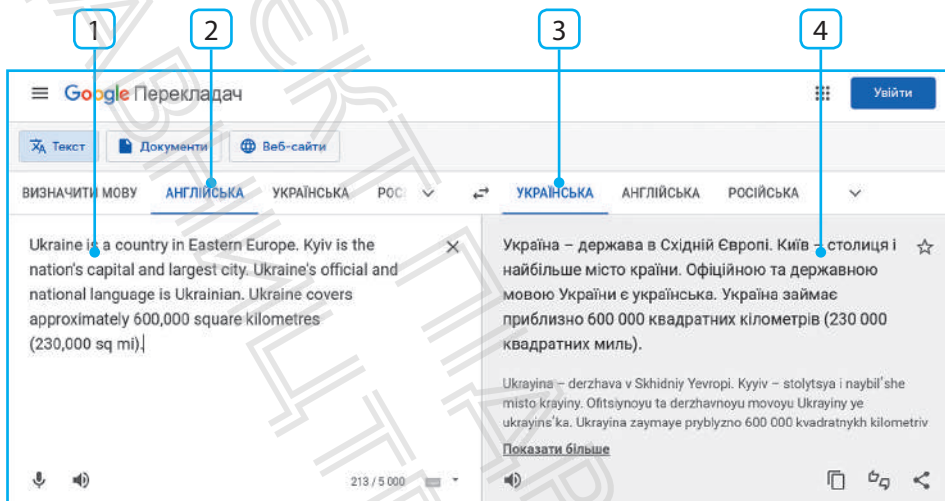 1 2 3 4
Google Перекладач Увійти
Текст Документи Веб-сайти
ВИЗНАЧИТИ МОВУ АНГЛІЙСЬКА УКРАЇНСЬКА РОС УКРАЇНСЬКА АНГЛІЙСЬКА РОСІЙСЬКА
Ukraine is a country in Eastern Europe. Kyiv is the
nation's capital and largest city. Ukraine's official and
national language is Ukrainian. Ukraine covers
approximately 600,000 square kilometres
(230,000 sq mi).
213 / 5 000
Україна – держава в Східній Європі. Київ – столиця і
найбільше місто країни. Офіційною та державною
мовою України є українська. Україна займає
приблизно 600 000 квадратних кілометрів (230 000
квадратних миль).
Ukrayina – derzhava v Skhidniy Yevropi. Kyyiv – stolytsya i naybilʹshe
misto krayiny. Ofitsiynoyu ta derzhavnoyu movoyu Ukrayiny ye
ukrayinsʹka. Ukrayina zaymaye pryblyzno 600 000 kvadratnykh kilometriv
Показати більше